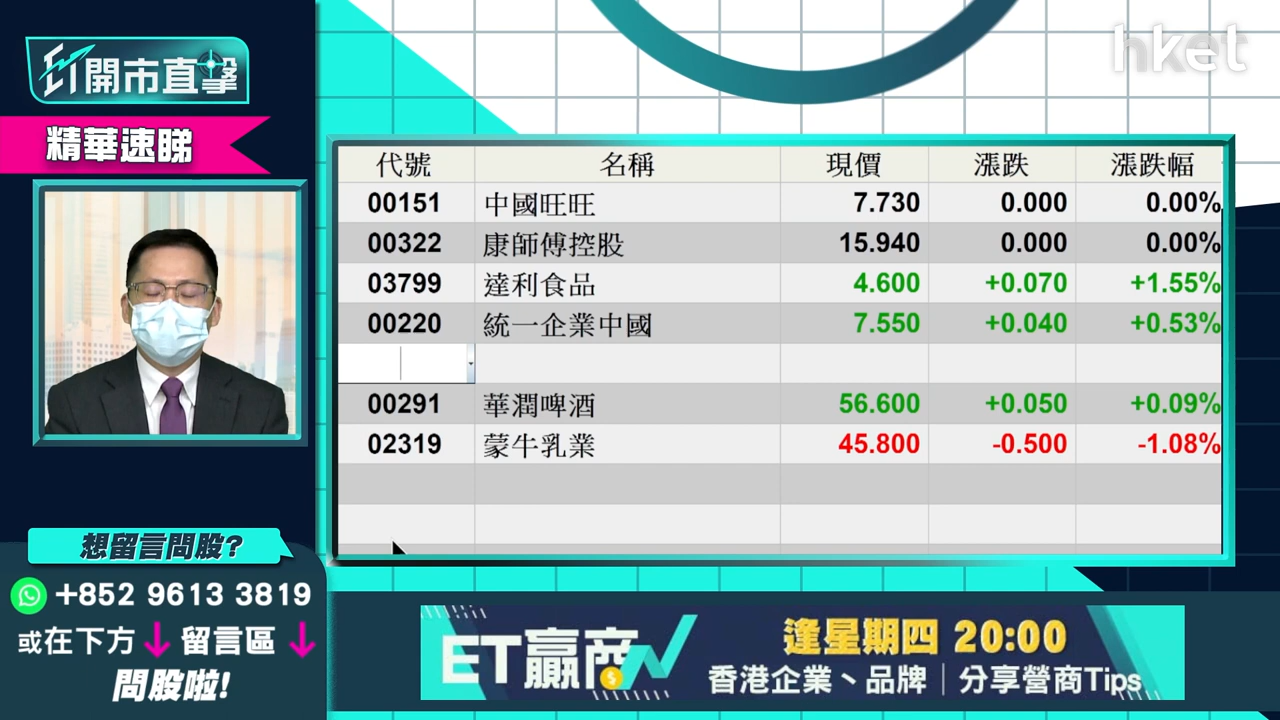 ET開市直擊
精華速睇
hket
代號 名稱 現價 漲跌 漲跌幅
00151 中國旺旺 7.730 0.000 0.00%
00322 康師傅控股 15.940 0.000 0.00%
03799 達利食品 4.600 +0.070 +1.55%
00220 統一企業中國 7.550 +0.040 +0.53%
00291 華潤啤酒 56.600 +0.050 +0.09%
02319 蒙牛乳業 45.800 -0.500 -1.08%
想留言問股?
+852 9613 3819
或在下方↓留言區↓
問股啦!
ET贏商
逢星期四 20:00
香港企業、品牌｜分享營商Tips